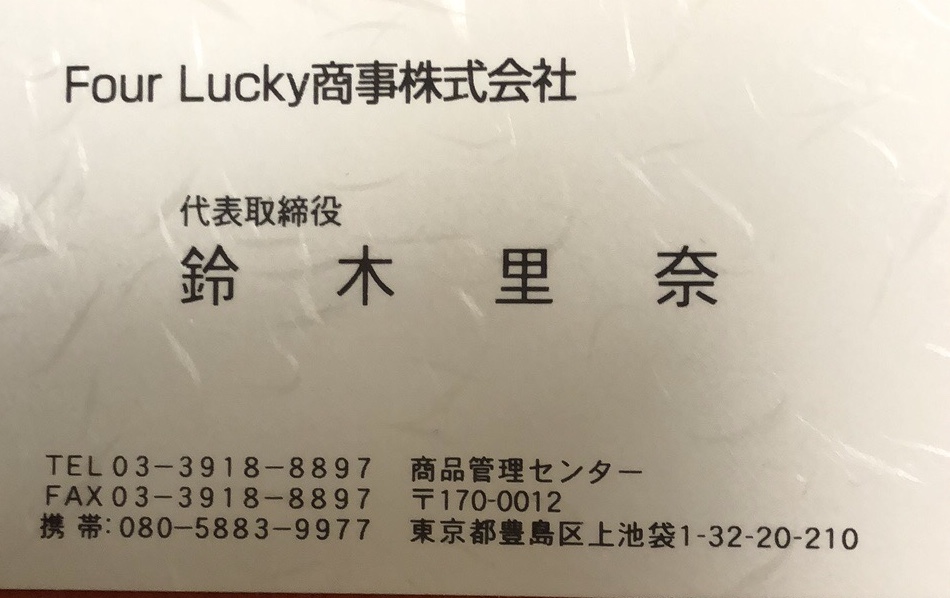 Four Lucky商事株式会社
代表取締役
鈴木里奈
TEL 03-3918-8897
FAX 03-3918-8897
携帯:080-5883-9977
商品管理センター
〒170-0012
東京都豊島区上池袋1-32-20-210